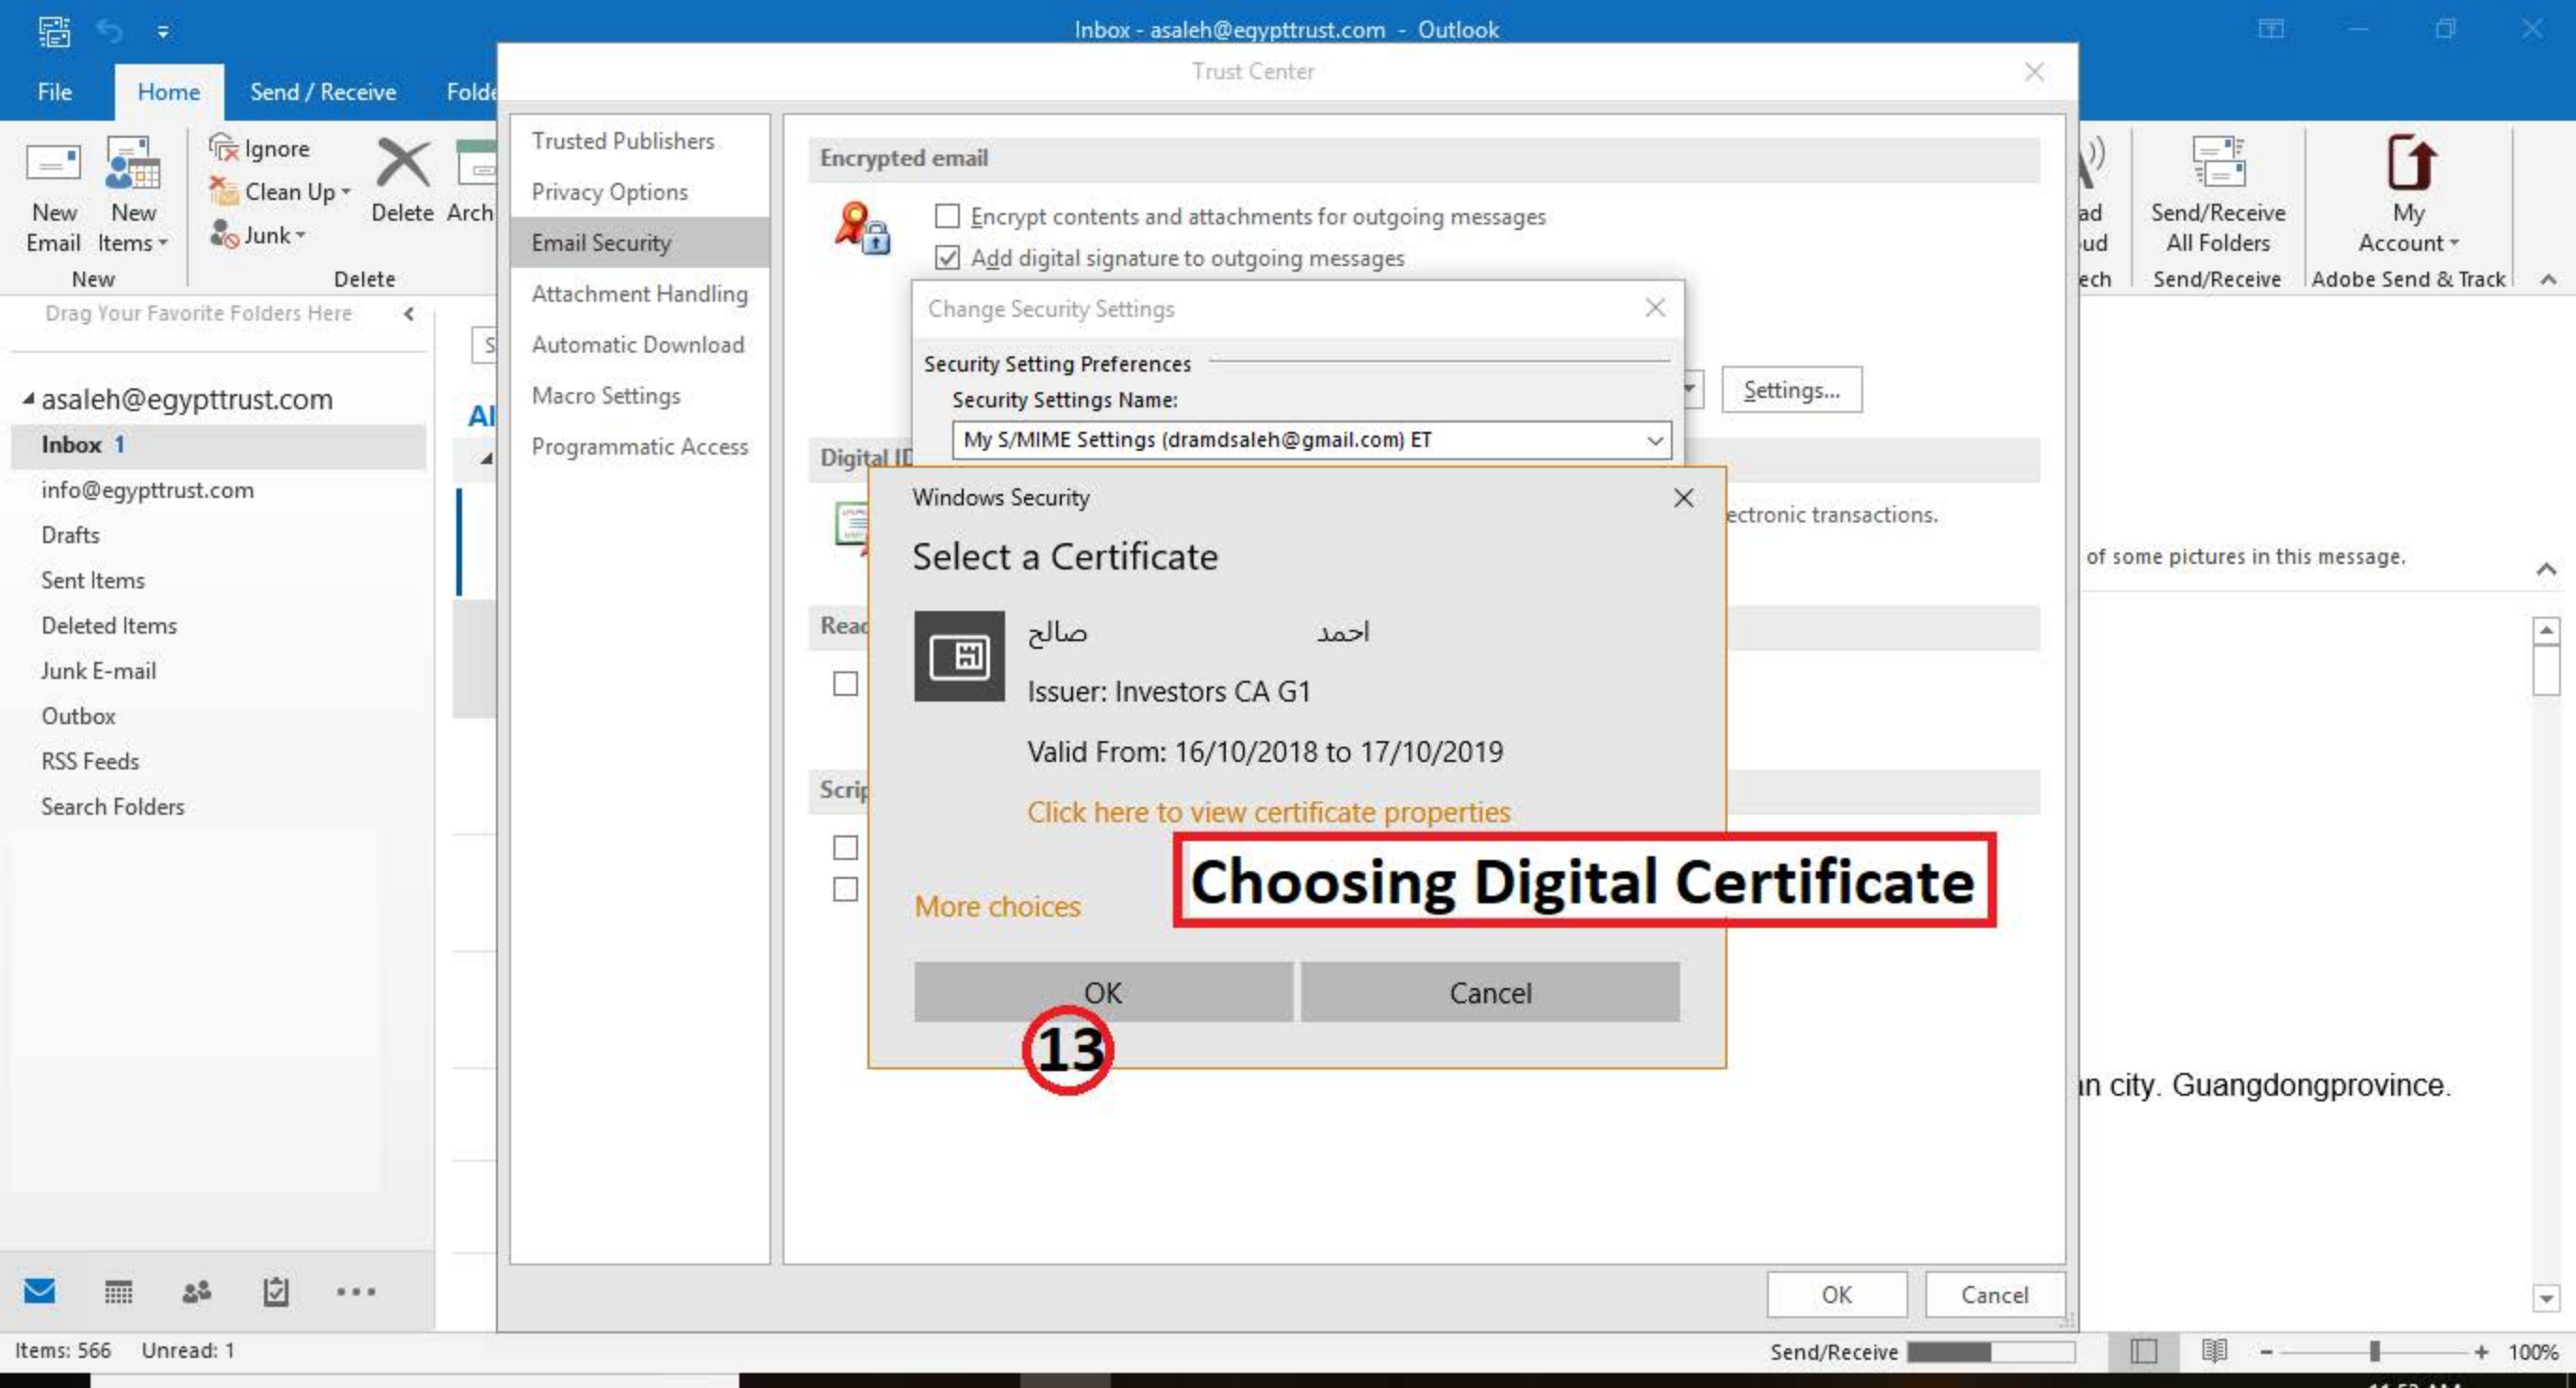 Inbox - asaleh@egypttrust.com - Outlook
File Home Send / Receive
New Email
New Items
Ignore
Clean Up
Junk
Delete
New
Delete
Drag Your Favorite Folders Here
asaleh@egypttrust.com
Inbox 1
info@egypttrust.com
Drafts
Sent Items
Deleted Items
Junk E-mail
Outbox
RSS Feeds
Search Folders
Trust Center
Trusted Publishers
Privacy Options
Email Security
Attachment Handling
Automatic Download
Macro Settings
Programmatic Access
Encrypted email
Encrypt contents and attachments for outgoing messages
Add digital signature to outgoing messages
Settings...
Digital
Change Security Settings
Security Setting Preferences
Security Settings Name:
My S/MIME Settings (dramdsaleh@gmail.com) ET
transactions.
Windows Security
Select a Certificate
احمد صالح
Issuer: Investors CA G1
Valid From: 16/10/2018 to 17/10/2019
Click here to view certificate properties
Choosing Digital Certificate
More choices
OK Cancel
13
OK Cancel
Send/Receive All Folders
My Account
Send/Receive
Adobe Send & Track
of some pictures in this message.
city. Guangdongprovince.
Items: 566 Unread: 1
Send/Receive
100%